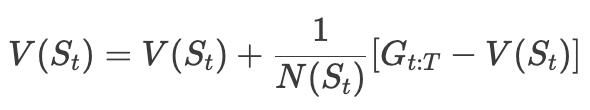 V(S_t) = V(S_t) + \frac{1}{N(S_t)} [G_{t:T} − V(S_t)]